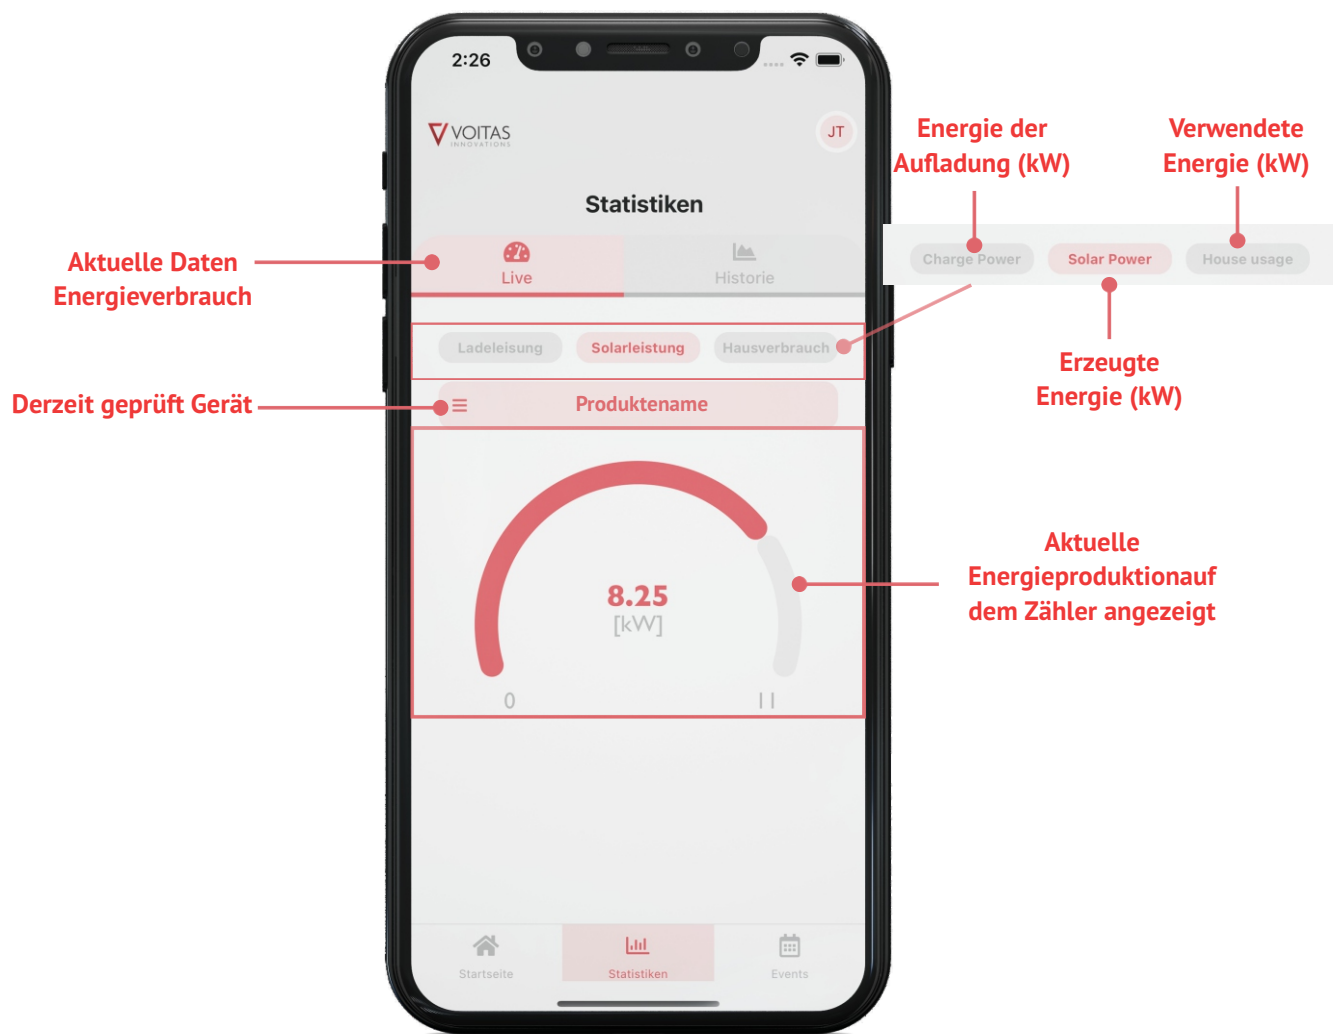 2:26
VOITAS
INNOVATIONS
JT
Statistiken
Live
Historie
Ladeleisung
Solarleistung
Hausverbrauch
Produktename
8.25
[kW]
0
11
Startseite
Statistiken
Events
Aktuelle Daten
Energieverbrauch
Derzeit geprüft Gerät
Energie der
Aufladung (kW)
Verwendete
Energie (kW)
Charge Power
Solar Power
House usage
Erzeugte
Energie (kW)
Aktuelle
Energieproduktionauf
dem Zähler angezeigt